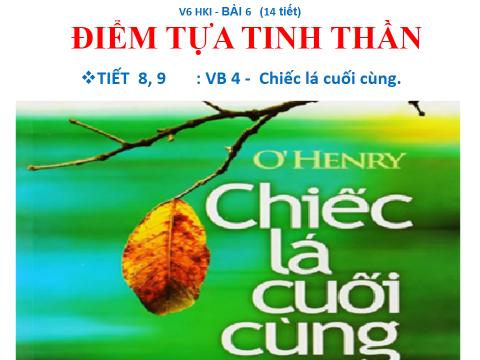 V6 HKI - BÀI 6 (14 tiết)
ĐIỂM TỰA TINH THẦN
❖TIẾT 8, 9 : VB 4 - Chiếc lá cuối cùng.
O'HENRY
Chiếc
lá
cuối
cùng